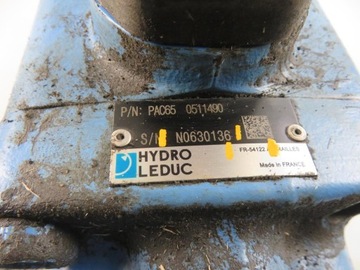 P/N: PAC65 0511490
S/N N0630136
HYDRO
LEDUC
FR-54122
Made in FRANCE